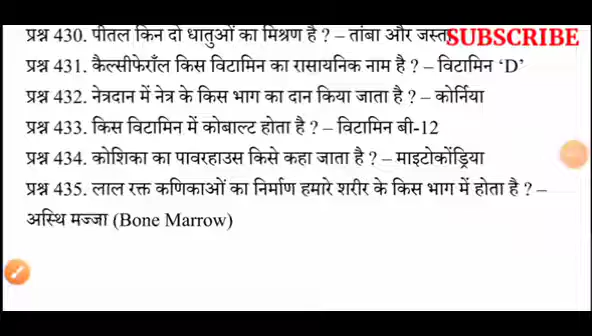 प्रश्न 430. पीतल किन दो धातुओं का मिश्रण है ? – तांबा और जस्ता
SUBSCRIBE
प्रश्न 431. कैल्सीफेरॉल किस विटामिन का रासायनिक नाम है ? – विटामिन ‘D’
प्रश्न 432. नेत्रदान में नेत्र के किस भाग का दान किया जाता है ? – कोर्निया
प्रश्न 433. किस विटामिन में कोबाल्ट होता है ? – विटामिन बी-12
प्रश्न 434. कोशिका का पावरहाउस किसे कहा जाता है ? – माइटोकोंड्रिया
प्रश्न 435. लाल रक्त कणिकाओं का निर्माण हमारे शरीर के किस भाग में होता है ? –
अस्थि मज्जा (Bone Marrow)